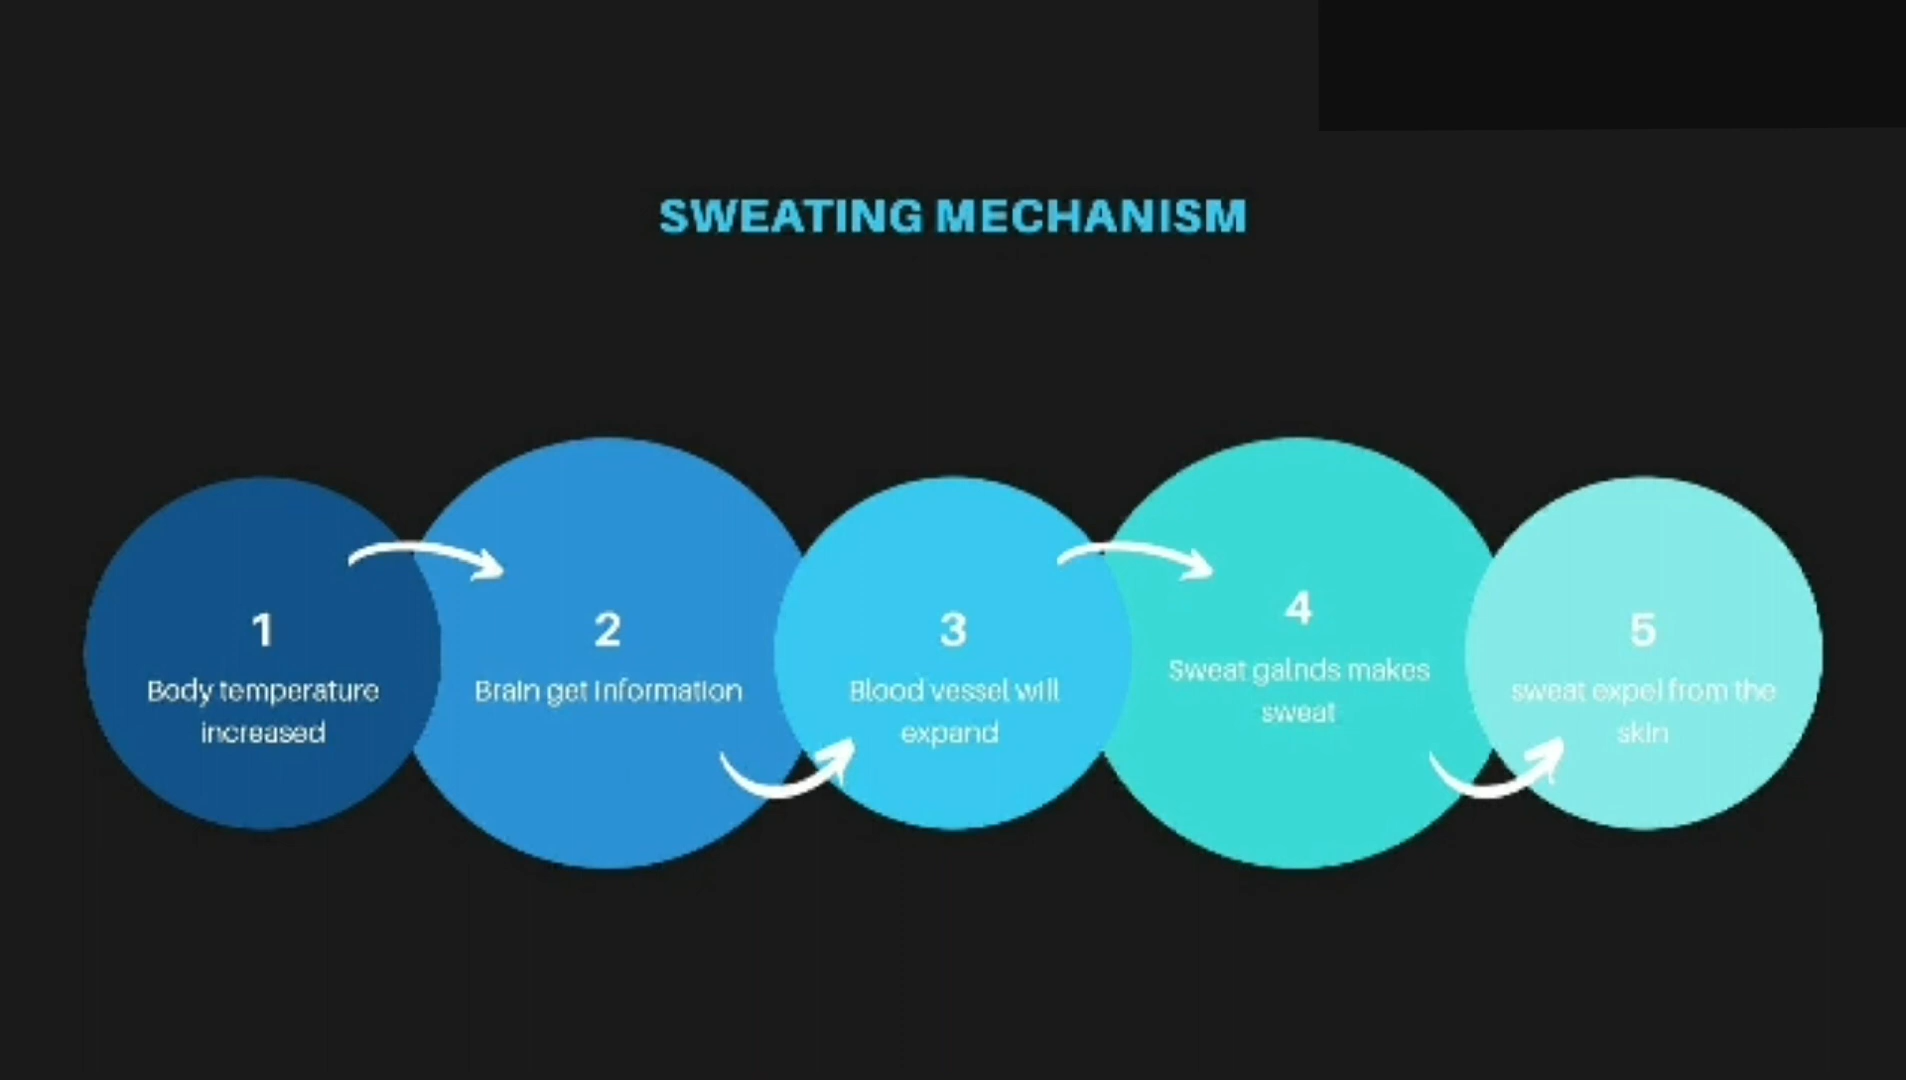 SWEATING MECHANISM
1
Body temperature
increased
2
Brain get information
3
Blood vessel will
expand
4
Sweat galnds makes
sweat
5
sweat expel from the
skin